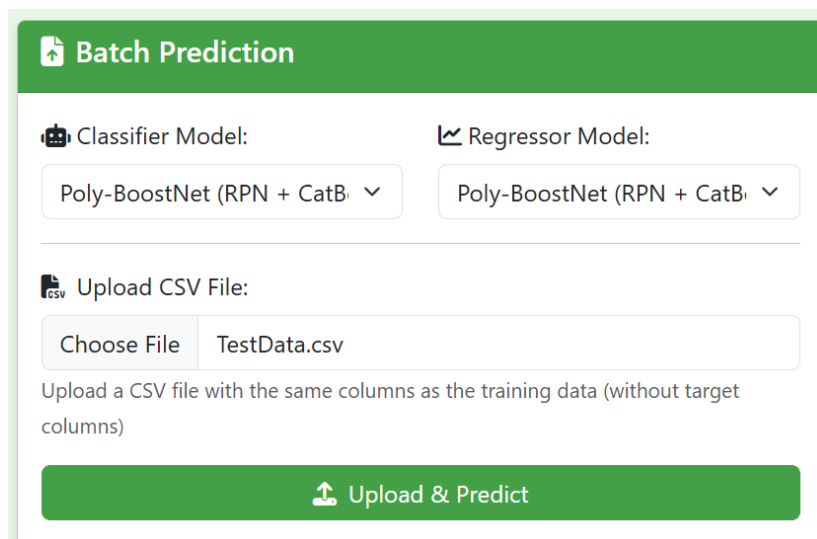 Batch Prediction
Classifier Model:
Regressor Model:
Poly-BoostNet (RPN + CatB
Poly-BoostNet (RPN + CatB
CSV
Upload CSV File:
Choose File
TestData.csv
Upload a CSV file with the same columns as the training data (without target
columns)
Upload & Predict